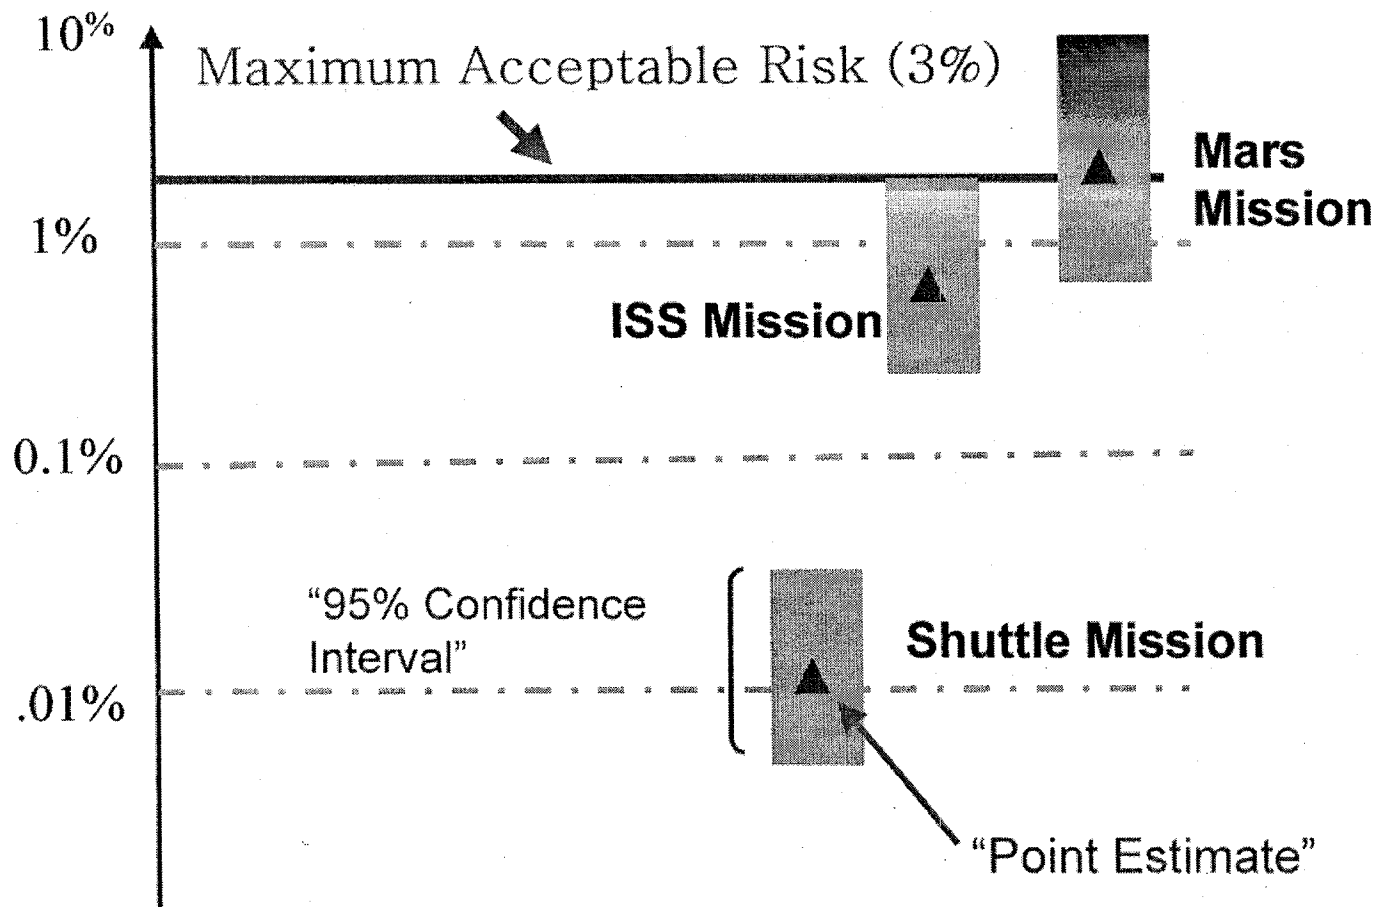 10%
Maximum Acceptable Risk (3%)
Mars
Mission
1%
ISS Mission
0.1%
“95% Confidence
Interval”
Shuttle Mission
.01%
“Point Estimate”